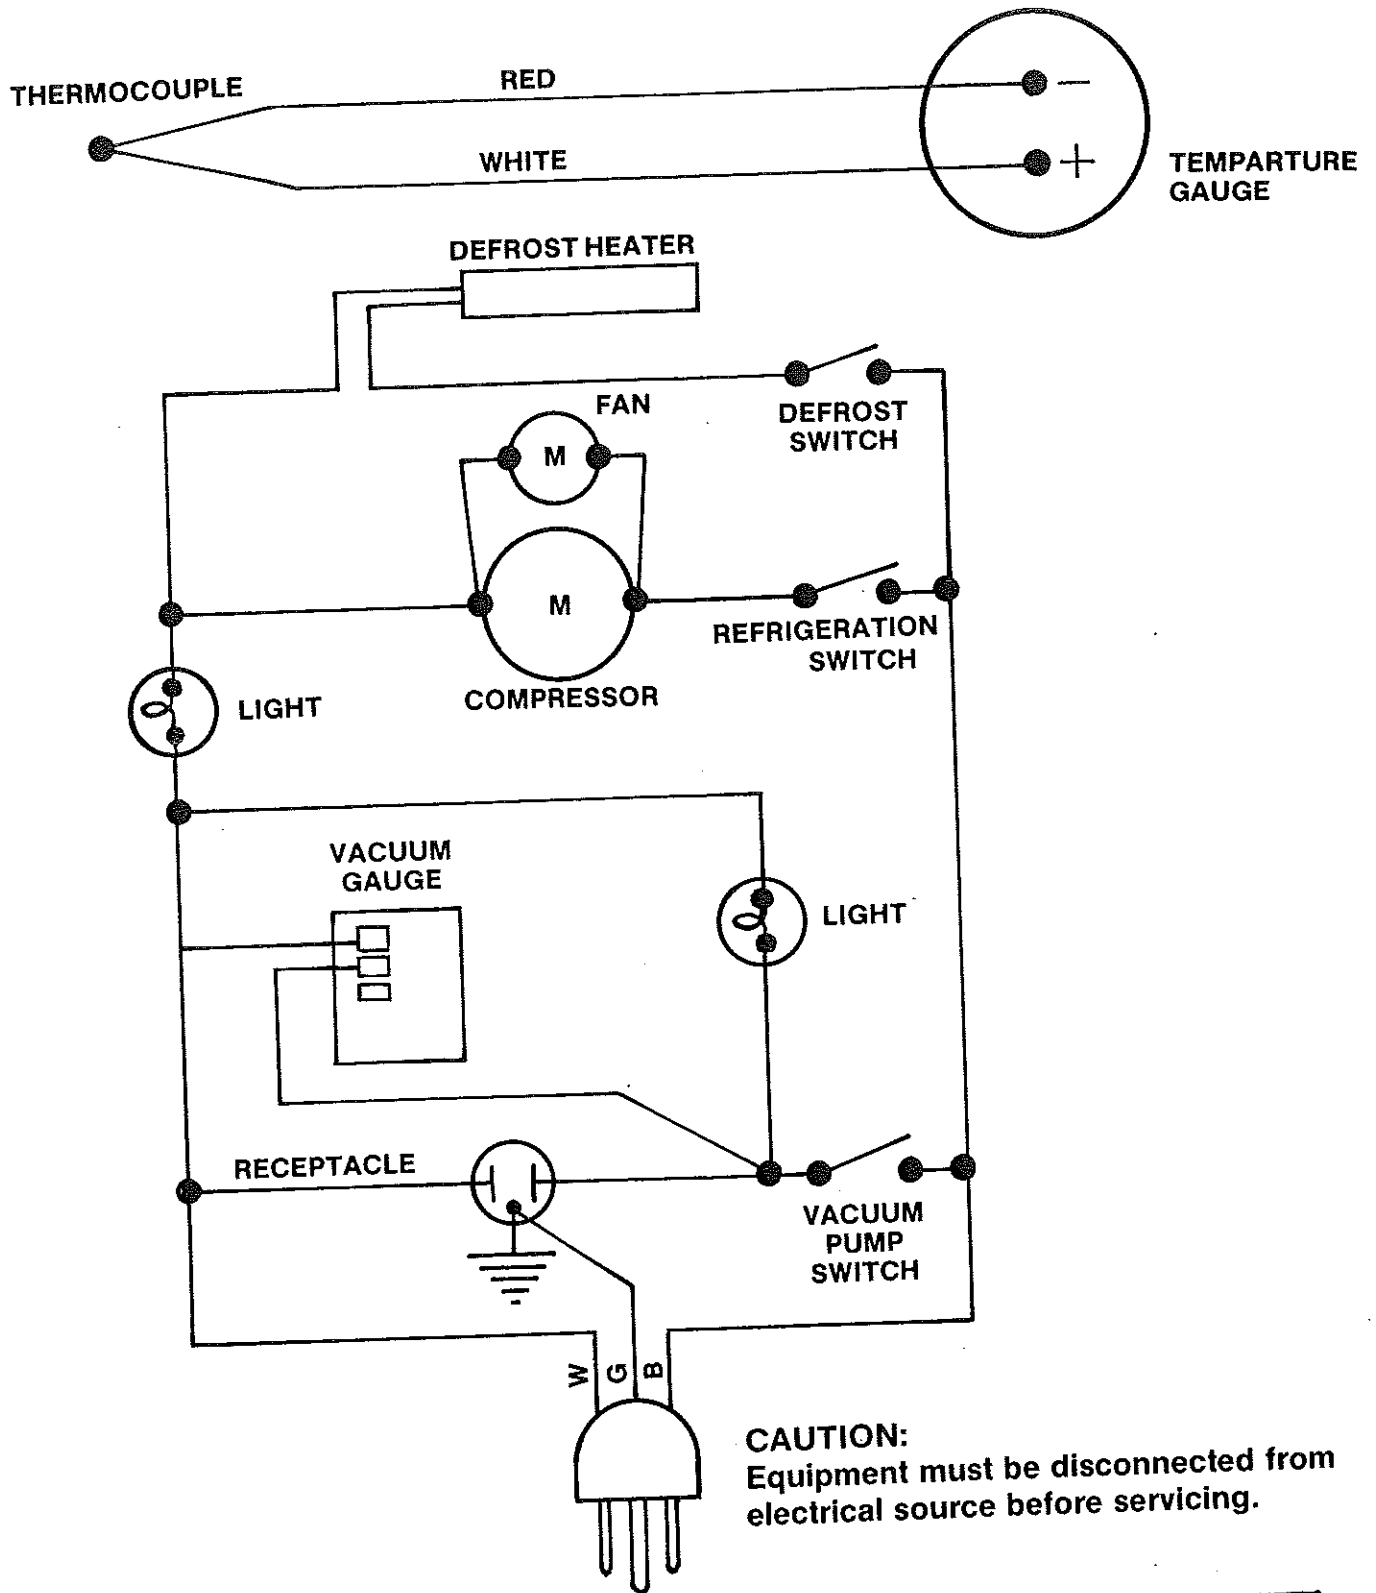 THERMOCOUPLE
RED
−
WHITE
+
TEMPARTURE
GAUGE
DEFROST HEATER
DEFROST
SWITCH
FAN
M
M
REFRIGERATION
SWITCH
COMPRESSOR
LIGHT
VACUUM
GAUGE
LIGHT
RECEPTACLE
VACUUM
PUMP
SWITCH
W
G
B
CAUTION:
Equipment must be disconnected from
electrical source before servicing.